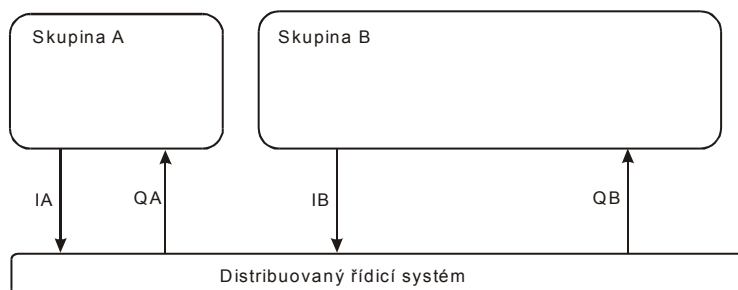 Skupina A
Skupina B
IA
QA
IB
QB
Distribuovaný řídicí systém